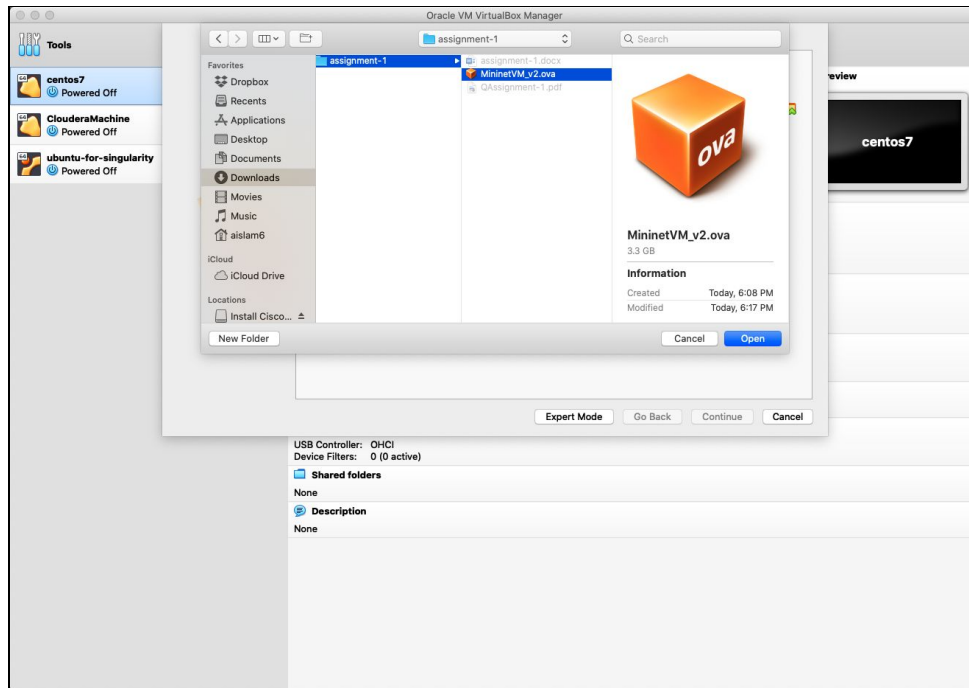 Oracle VM VirtualBox Manager
Tools
centos7
Powered Off
ClouderaMachine
Powered Off
ubuntu-for-singularity
Powered Off
assignment-1
Search
Favorites
Dropbox
Recents
Applications
Desktop
Documents
Downloads
Movies
Music
aislam6
iCloud
iCloud Drive
Locations
Install Cisco...
assignment-1
assignment-1.docx
MininetVM_v2.ova
QAssignment-1.pdf
ova
MininetVM_v2.ova
3.3 GB
Information
Created Today, 6:08 PM
Modified Today, 6:17 PM
New Folder
Cancel
Open
review
centos7
Expert Mode
Go Back
Continue
Cancel
USB Controller: OHCI
Device Filters: 0 (0 active)
Shared folders
None
Description
None